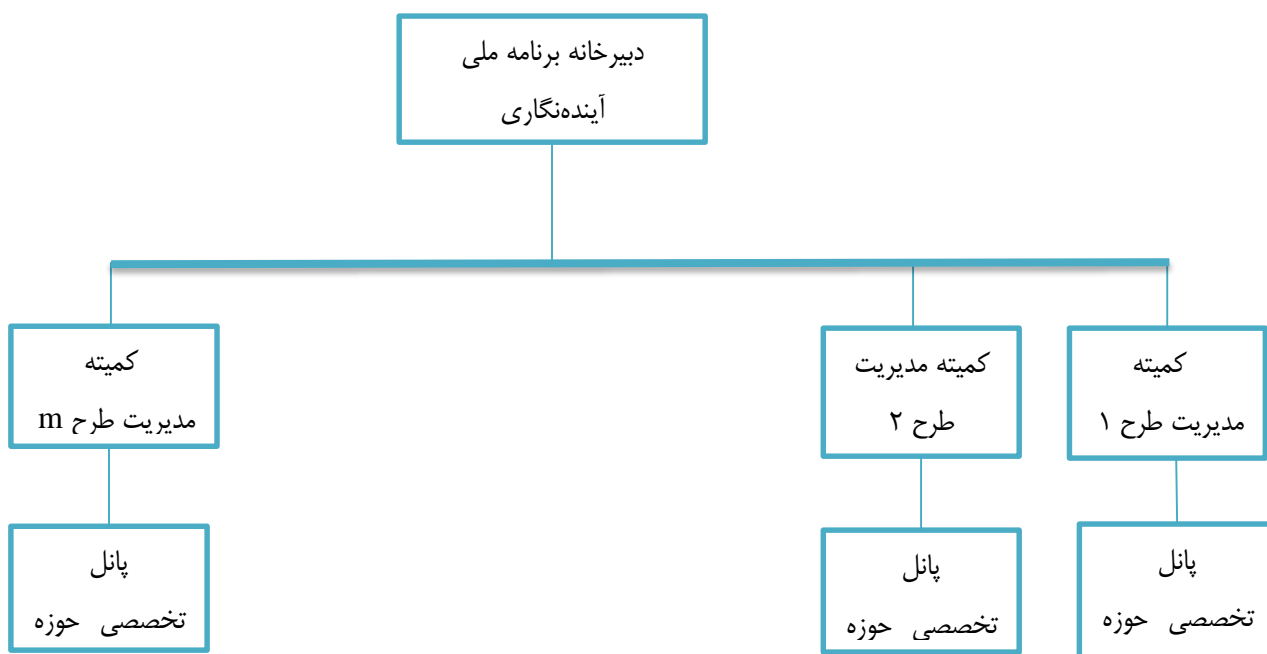 دبیرخانه برنامه ملی
آینده‌نگاری
کمیته
مدیریت طرح ۱
کمیته مدیریت
طرح ۲
کمیته
مدیریت طرح m
پانل
تخصصی حوزه
پانل
تخصصی حوزه
پانل
تخصصی حوزه